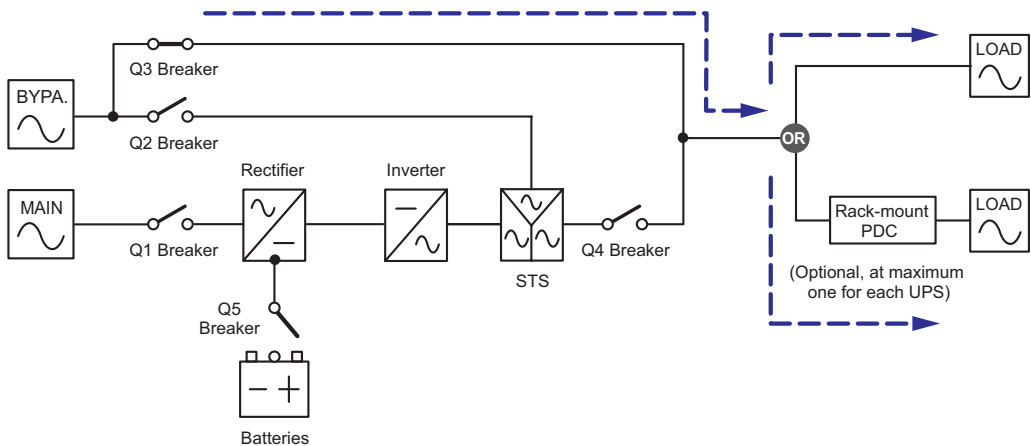 LOAD
Q3 Breaker
BYPA.
Q2 Breaker
OR
Rectifier
Inverter
MAIN
Rack-mount
PDC
LOAD
Q1 Breaker
STS
Q4 Breaker
(Optional, at maximum
one for each UPS)
Q5
Breaker
Batteries